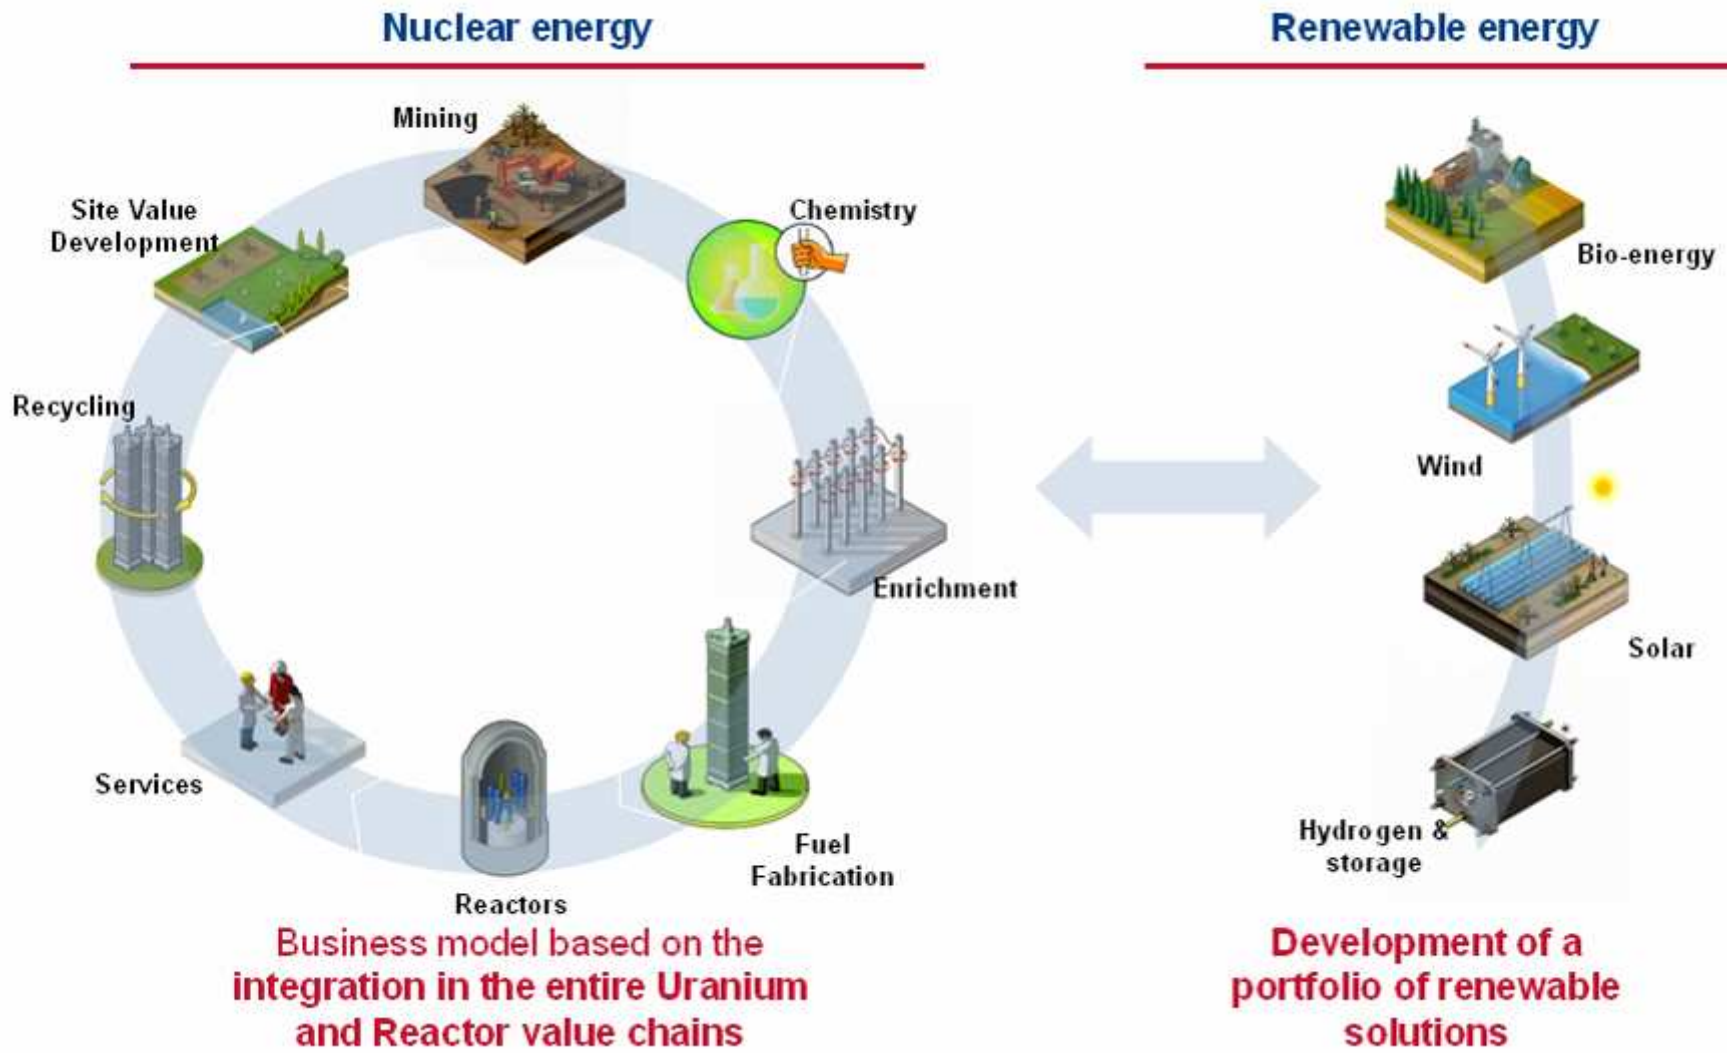 Nuclear energy
Renewable energy
Mining
Chemistry
Site Value
Development
Recycling
Enrichment
Services
Fuel
Fabrication
Reactors
Business model based on the
integration in the entire Uranium
and Reactor value chains
Bio-energy
Wind
Solar
Hydrogen &
storage
Development of a
portfolio of renewable
solutions